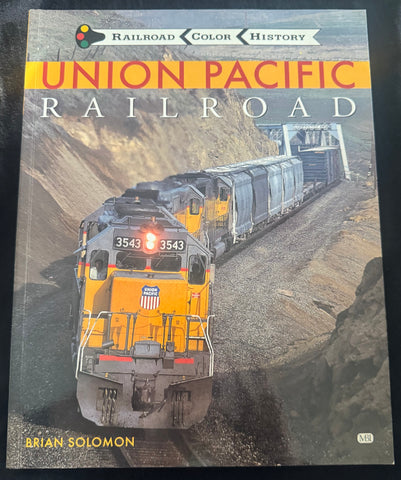 RAILROAD COLOR HISTORY
UNION PACIFIC
RAILROAD
3543 3543
UNION
PACIFIC
BRIAN SOLOMON
MBI